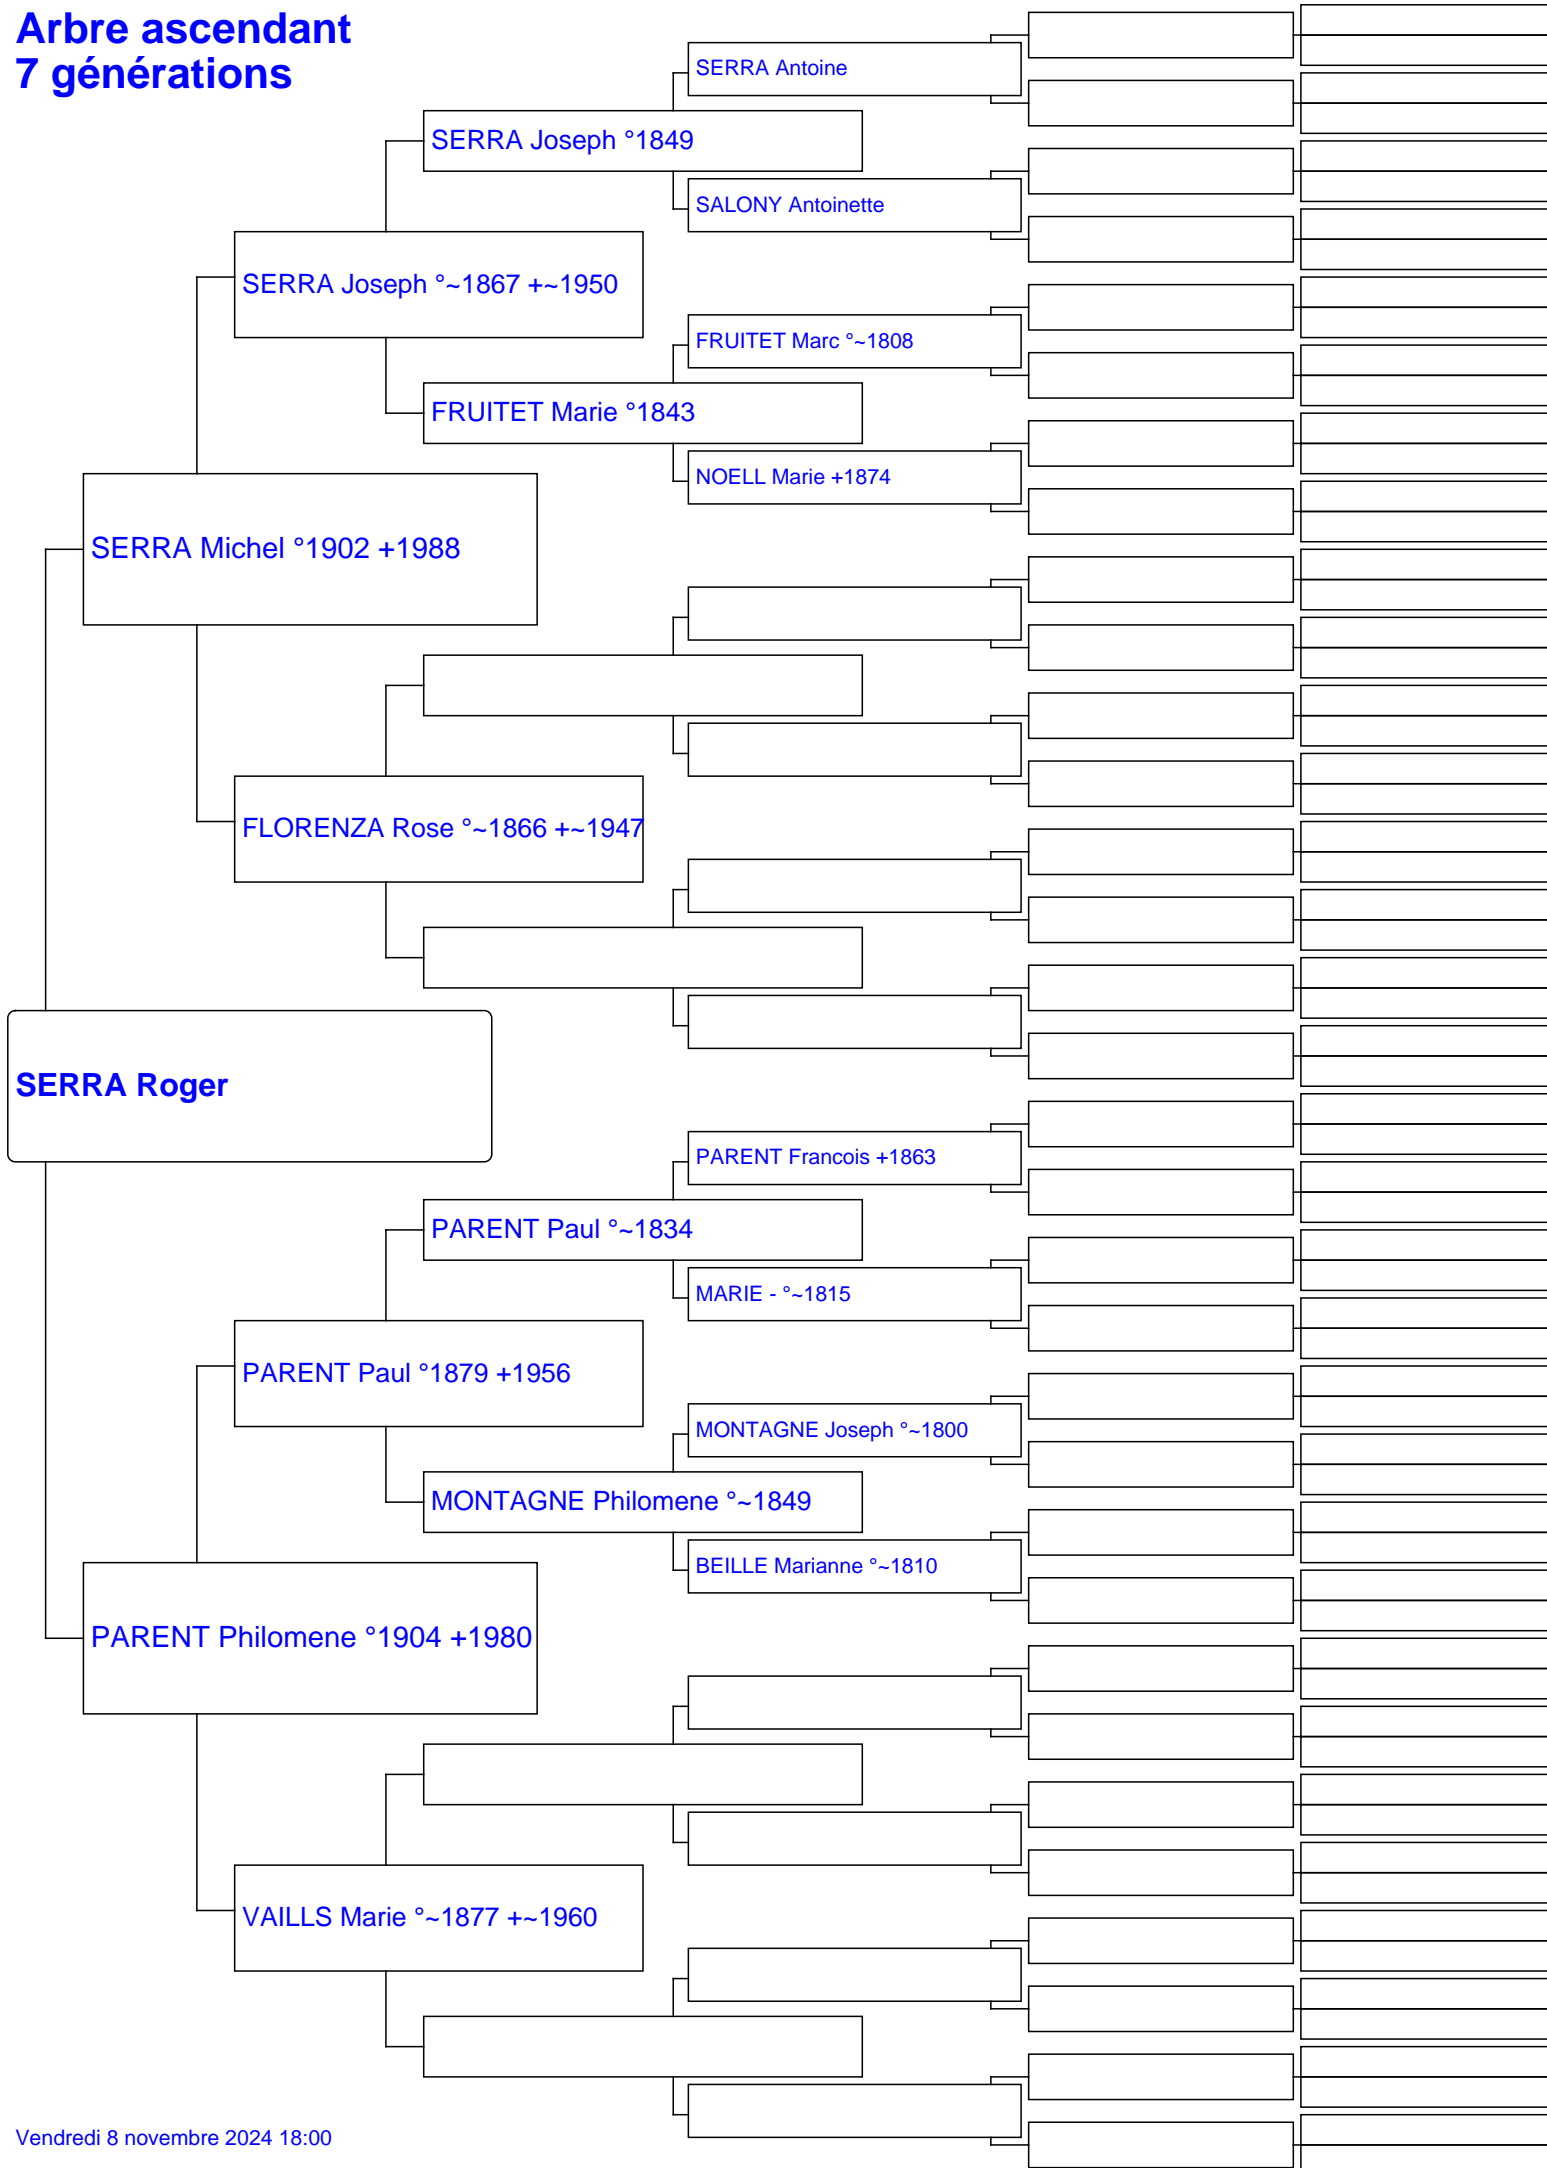 Arbre ascendant
7 générations
SERRA Antoine
SERRA Joseph °1849
SALONY Antoinette
SERRA Joseph °~1867 +~1950
FRUITET Marc °~1808
FRUITET Marie °1843
NOELL Marie +1874
SERRA Michel °1902 +1988
FLORENZA Rose °~1866 +~1947
SERRA Roger
PARENT Francois +1863
PARENT Paul °~1834
MARIE - °~1815
PARENT Paul °1879 +1956
MONTAGNE Joseph °~1800
MONTAGNE Philomene °~1849
BEILLE Marianne °~1810
PARENT Philomene °1904 +1980
VAILLS Marie °~1877 +~1960
Vendredi 8 novembre 2024 18:00